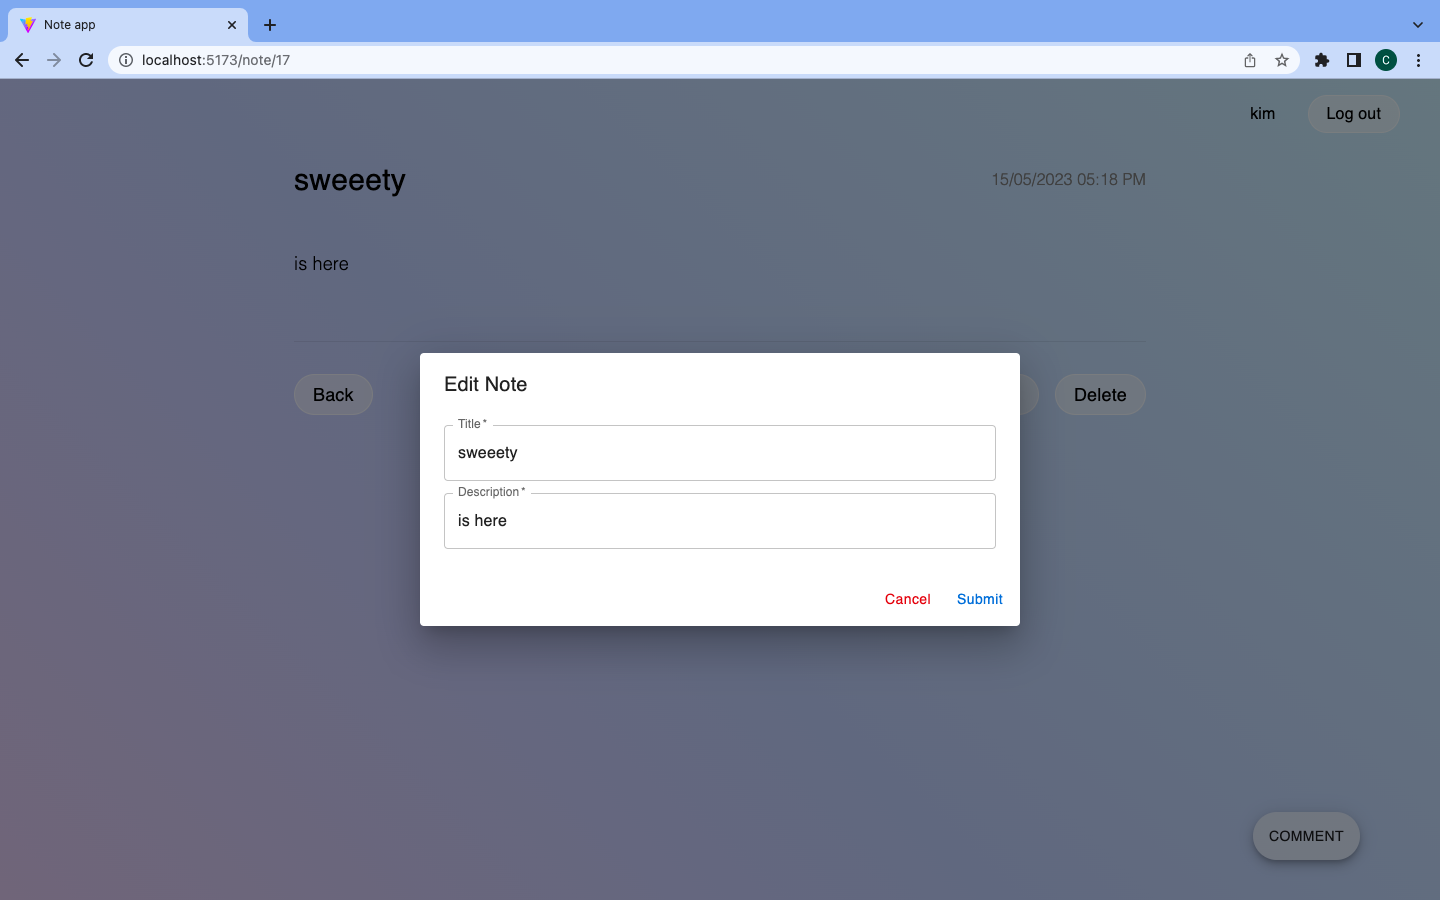 Note app
localhost:5173/note/17
C
kim
Log out
sweeety
15/05/2023 05:18 PM
is here
Back
Delete
Edit Note
Title *
sweeety
Description *
is here
Cancel
Submit
COMMENT